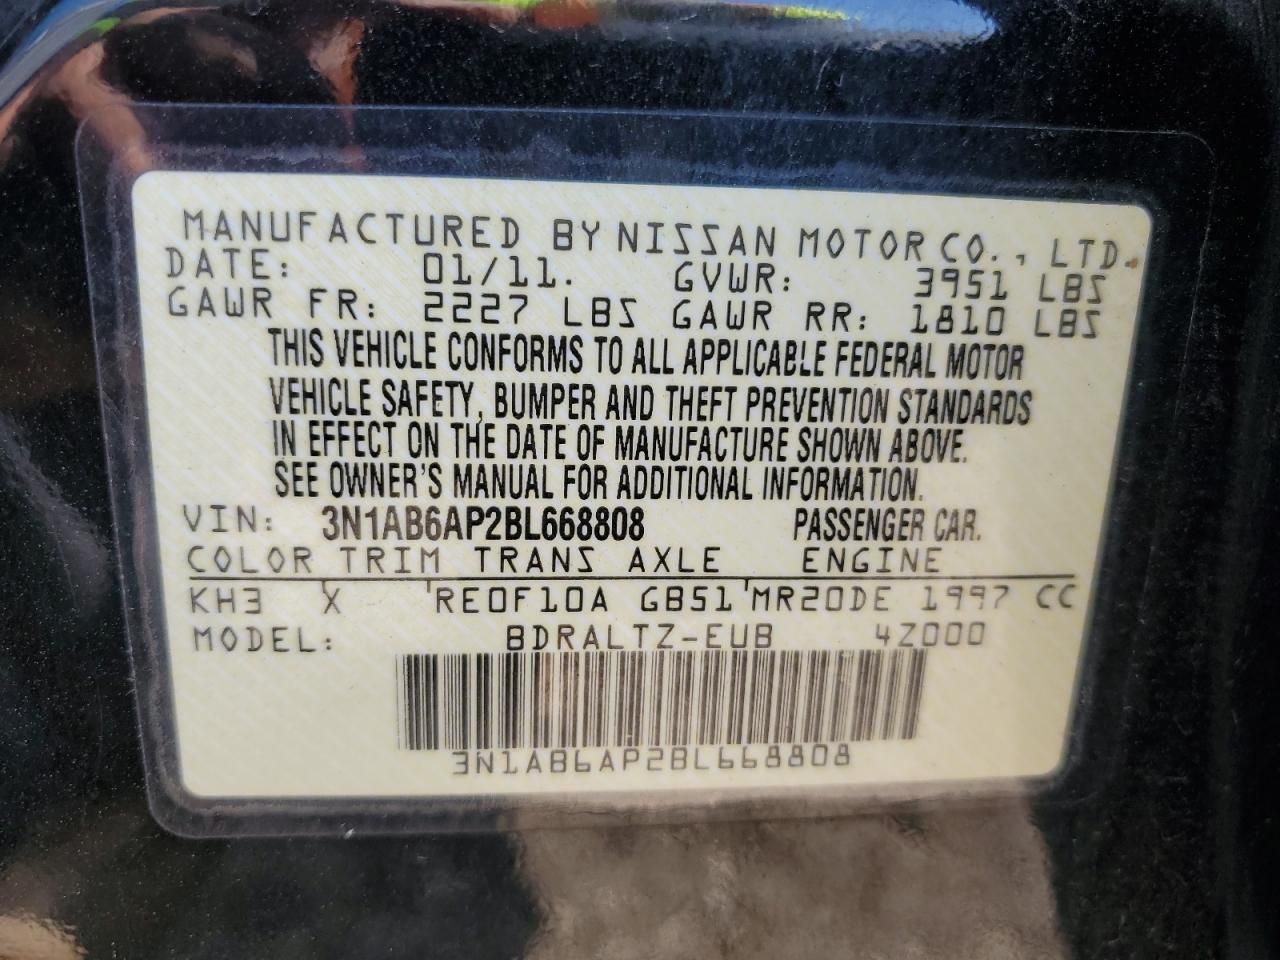 MANUFACTURED BY NISSAN MOTOR CO., LTD.
DATE: 01/11. GVWR: 3951 LBS
GAWR FR: 2227 LBS GAWR RR: 1810 LBS
THIS VEHICLE CONFORMS TO ALL APPLICABLE FEDERAL MOTOR
VEHICLE SAFETY, BUMPER AND THEFT PREVENTION STANDARDS
IN EFFECT ON THE DATE OF MANUFACTURE SHOWN ABOVE.
SEE OWNER'S MANUAL FOR ADDITIONAL INFORMATION.
VIN: 3N1AB6AP2BL668808 PASSENGER CAR.
COLOR TRIM TRANS AXLE ENGINE
KH3 X RE0F10A GB51 MR20DE 1997 CC
MODEL: BDRALTZ-EUB 4Z000
3N1AB6AP2BL668808